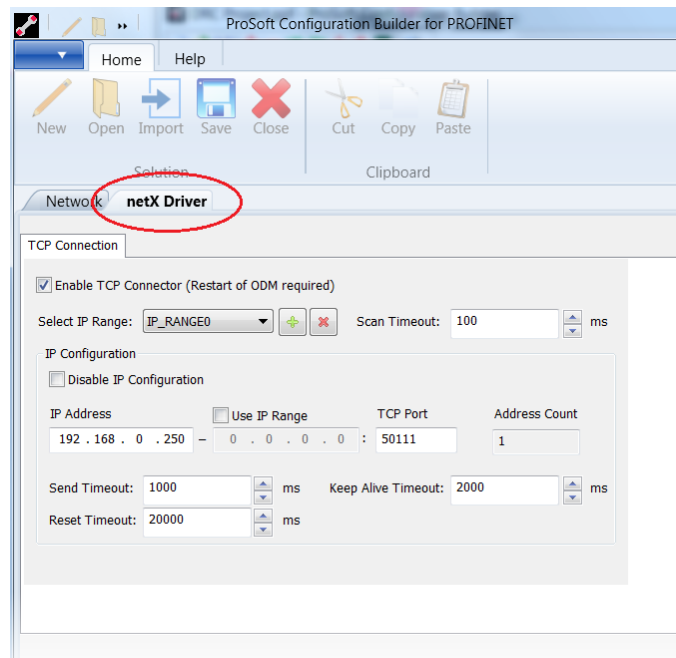 ProSoft Configuration Builder for PROFINET
Home Help
New Open Import Save Close Cut Copy Paste
Solution Clipboard
Network netX Driver
TCP Connection
Enable TCP Connector (Restart of ODM required)
Select IP Range: IP_RANGE0 Scan Timeout: 100 ms
IP Configuration
Disable IP Configuration
IP Address Use IP Range TCP Port Address Count
192 . 168 . 0 . 250 – 0 . 0 . 0 . 0 : 50111 1
Send Timeout: 1000 ms Keep Alive Timeout: 2000 ms
Reset Timeout: 20000 ms